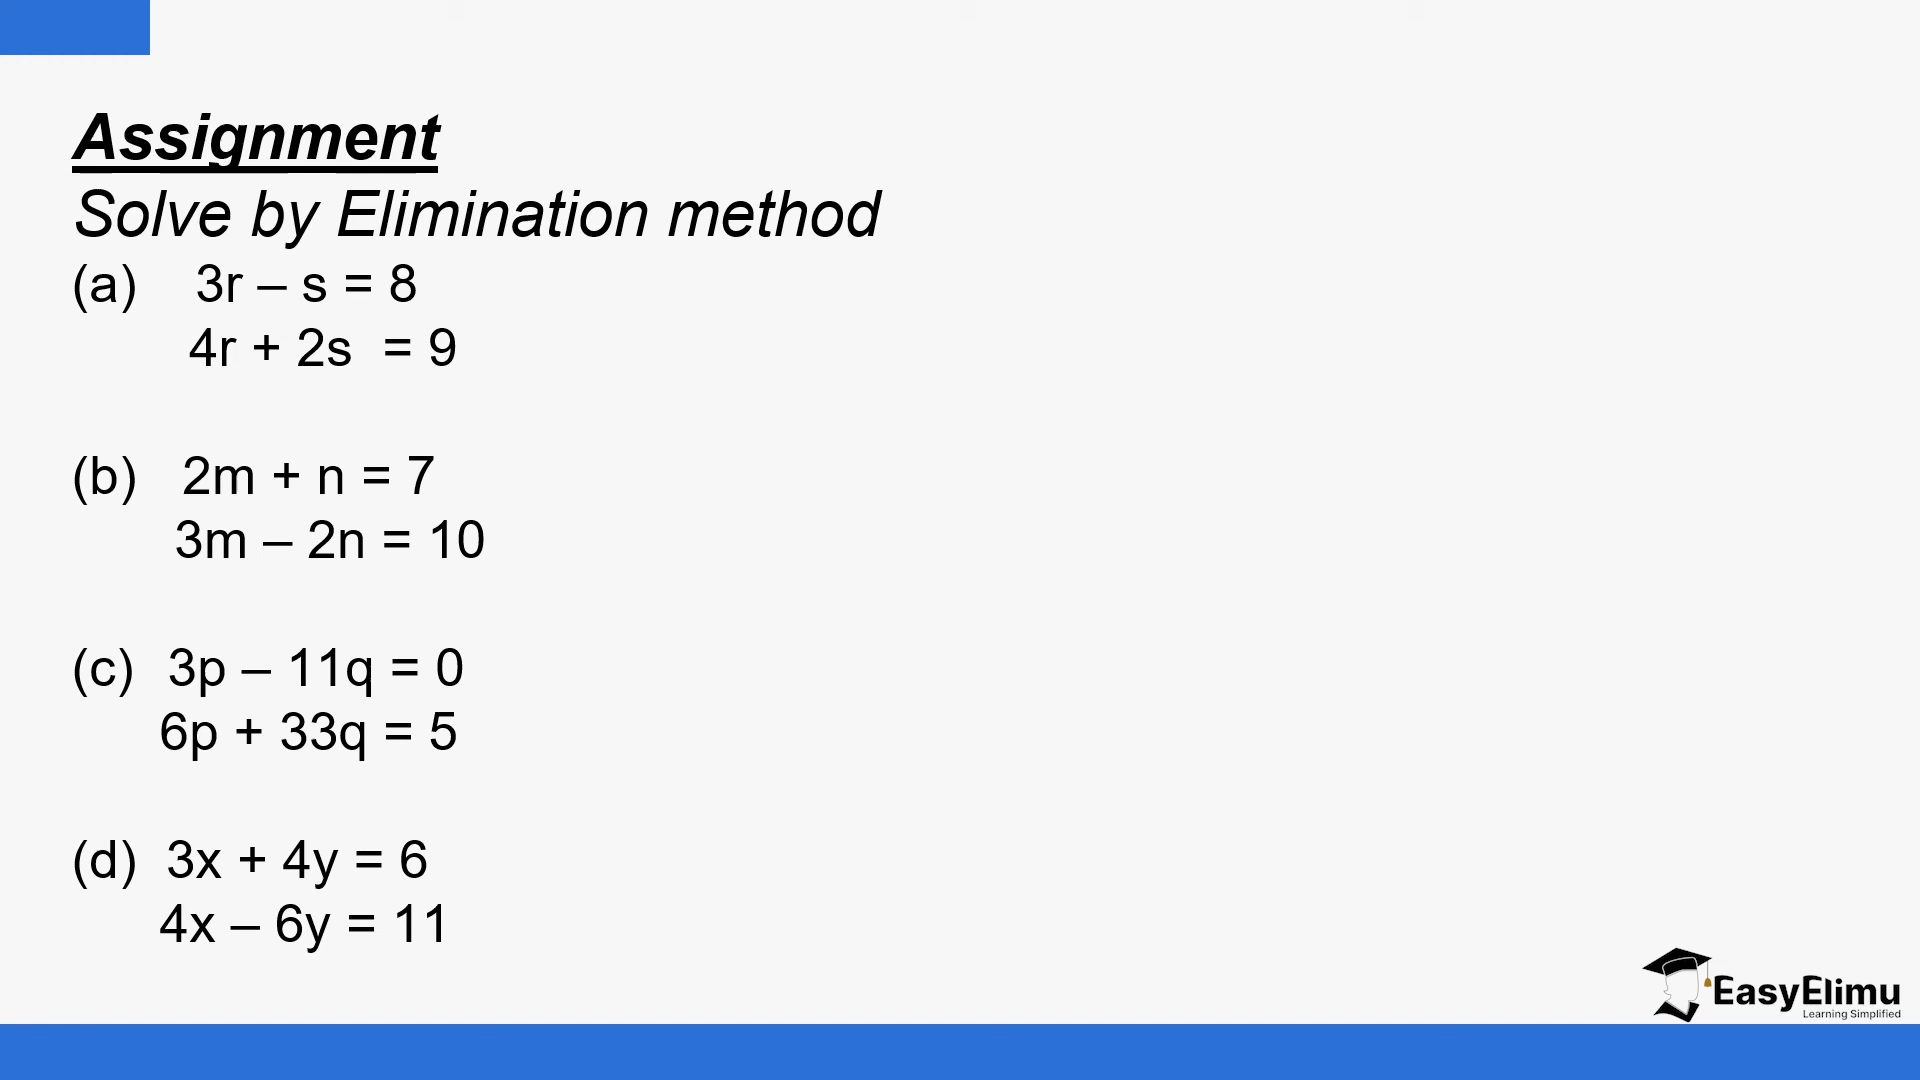 Assignment
Solve by Elimination method
(a) 3r – s = 8
4r + 2s = 9
(b) 2m + n = 7
3m – 2n = 10
(c) 3p – 11q = 0
6p + 33q = 5
(d) 3x + 4y = 6
4x – 6y = 11
EasyElimu
Learning Simplified